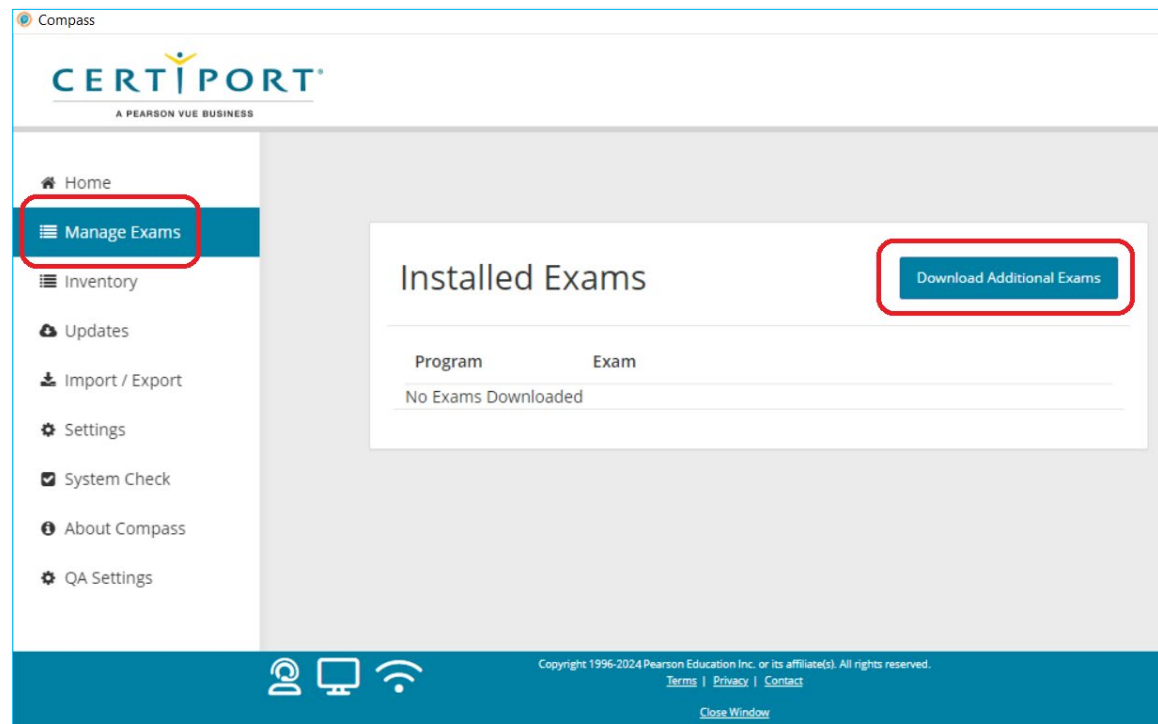 Compass
CERTIPORT
A PEARSON VUE BUSINESS
Home
Manage Exams
Inventory
Updates
Import / Export
Settings
System Check
About Compass
QA Settings
Installed Exams
Download Additional Exams
Program Exam
No Exams Downloaded
Copyright 1996-2024 Pearson Education Inc. or its affiliate(s). All rights reserved.
Terms | Privacy | Contact
Close Window